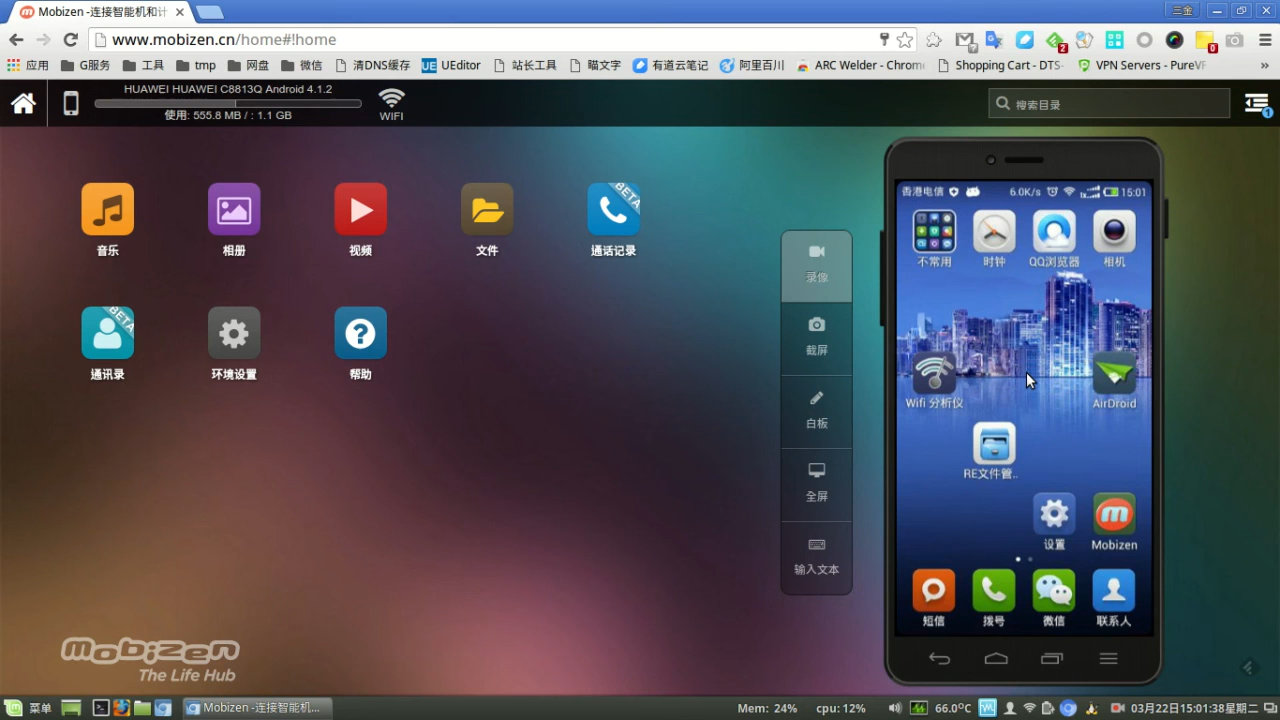 Mobizen -连接智能机和计
三金
www.mobizen.cn/home#!home
应用 G服务 工具 tmp 网盘 微信 清DNS缓存 UEditor 站长工具 瞄文字 有道云笔记 阿里百川 ARC Welder - Chrome Shopping Cart - DTS- VPN Servers - PureVP »
HUAWEI HUAWEI C8813Q Android 4.1.2
使用: 555.8 MB / : 1.1 GB
WIFI
搜索目录
1
香港电信 6.0K/s 15:01
不常用 时钟 QQ浏览器 相机
音乐 相册 视频 文件 通话记录
BETA
录像
截屏
Wifi 分析仪 AirDroid
BETA
通讯录 环境设置 帮助
白板
RE文件管..
全屏
设置 Mobizen
输入文本
短信 拨号 微信 联系人
mobizen
The Life Hub
菜单 Mobizen -连接智能机... Mem: 24% cpu:12% 66.0°C 03月22日15:01:38星期二